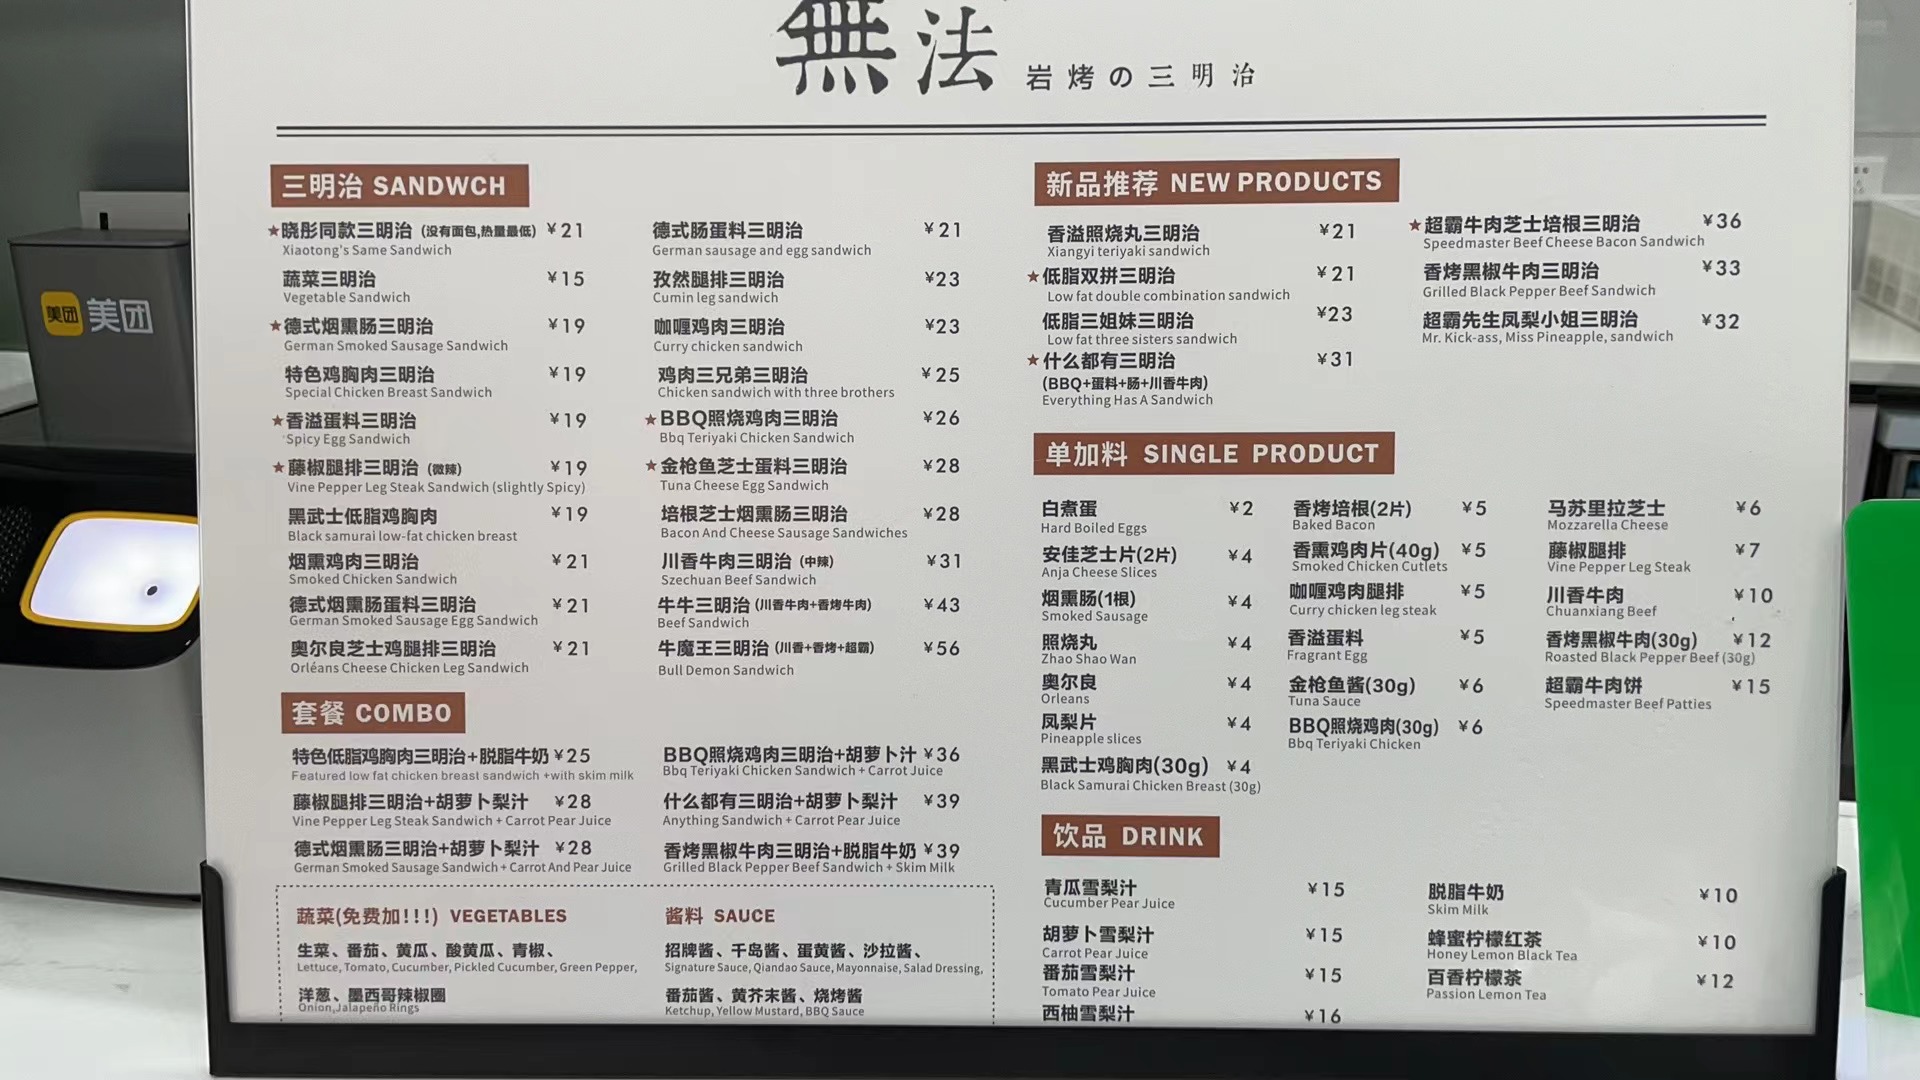 無法 岩烤の三明治
三明治 SANDWCH
★晓彤同款三明治（没有面包,热量最低） ¥21
Xiaotong's Same Sandwich
蔬菜三明治 ¥15
Vegetable Sandwich
★德式烟熏肠三明治 ¥19
German Smoked Sausage Sandwich
特色鸡胸肉三明治 ¥19
Special Chicken Breast Sandwich
★香溢蛋料三明治 ¥19
Spicy Egg Sandwich
★藤椒腿排三明治（微辣） ¥19
Vine Pepper Leg Steak Sandwich (slightly Spicy)
黑武士低脂鸡胸肉 ¥19
Black samurai low-fat chicken breast
烟熏鸡肉三明治 ¥21
Smoked Chicken Sandwich
德式烟熏肠蛋料三明治 ¥21
German Smoked Sausage Egg Sandwich
奥尔良芝士鸡腿排三明治 ¥21
Orléans Cheese Chicken Leg Sandwich
德式肠蛋料三明治 ¥21
German sausage and egg sandwich
孜然腿排三明治 ¥23
Cumin leg sandwich
咖喱鸡肉三明治 ¥23
Curry chicken sandwich
鸡肉三兄弟三明治 ¥25
Chicken sandwich with three brothers
★BBQ照烧鸡肉三明治 ¥26
Bbq Teriyaki Chicken Sandwich
★金枪鱼芝士蛋料三明治 ¥28
Tuna Cheese Egg Sandwich
培根芝士烟熏肠三明治 ¥28
Bacon And Cheese Sausage Sandwiches
川香牛肉三明治（中辣） ¥31
Szechuan Beef Sandwich
牛牛三明治（川香牛肉+香烤牛肉） ¥43
Beef Sandwich
牛魔王三明治（川香+香烤+超霸） ¥56
Bull Demon Sandwich
套餐 COMBO
特色低脂鸡胸肉三明治+脱脂牛奶 ¥25
Featured low fat chicken breast sandwich +with skim milk
藤椒腿排三明治+胡萝卜梨汁 ¥28
Vine Pepper Leg Steak Sandwich + Carrot Pear Juice
德式烟熏肠三明治+胡萝卜梨汁 ¥28
German Smoked Sausage Sandwich + Carrot And Pear Juice
BBQ照烧鸡肉三明治+胡萝卜汁 ¥36
Bbq Teriyaki Chicken Sandwich + Carrot Juice
什么都有三明治+胡萝卜梨汁 ¥39
Anything Sandwich + Carrot Pear Juice
香烤黑椒牛肉三明治+脱脂牛奶 ¥39
Grilled Black Pepper Beef Sandwich + Skim Milk
蔬菜(免费加!!!) VEGETABLES
生菜、番茄、黄瓜、酸黄瓜、青椒、
Lettuce, Tomato, Cucumber, Pickled Cucumber, Green Pepper,
洋葱、墨西哥辣椒圈
Onion,Jalapeño Rings
酱料 SAUCE
招牌酱、千岛酱、蛋黄酱、沙拉酱、
Signature Sauce, Qiandao Sauce, Mayonnaise, Salad Dressing,
番茄酱、黄芥末酱、烧烤酱
Ketchup, Yellow Mustard, BBQ Sauce
新品推荐 NEW PRODUCTS
香溢照烧丸三明治 ¥21
Xiangyi teriyaki sandwich
★低脂双拼三明治 ¥21
Low fat double combination sandwich
低脂三姐妹三明治 ¥23
Low fat three sisters sandwich
★什么都有三明治 ¥31
(BBQ+蛋料+肠+川香牛肉)
Everything Has A Sandwich
★超霸牛肉芝士培根三明治 ¥36
Speedmaster Beef Cheese Bacon Sandwich
香烤黑椒牛肉三明治 ¥33
Grilled Black Pepper Beef Sandwich
超霸先生凤梨小姐三明治 ¥32
Mr. Kick-ass, Miss Pineapple, sandwich
单加料 SINGLE PRODUCT
白煮蛋 ¥2
Hard Boiled Eggs
安佳芝士片(2片) ¥4
Anja Cheese Slices
烟熏肠(1根) ¥4
Smoked Sausage
照烧丸 ¥4
Zhao Shao Wan
奥尔良 ¥4
Orleans
凤梨片 ¥4
Pineapple slices
黑武士鸡胸肉(30g) ¥4
Black Samurai Chicken Breast (30g)
香烤培根(2片) ¥5
Baked Bacon
香熏鸡肉片(40g) ¥5
Smoked Chicken Cutlets
咖喱鸡肉腿排 ¥5
Curry chicken leg steak
香溢蛋料 ¥5
Fragrant Egg
金枪鱼酱(30g) ¥6
Tuna Sauce
BBQ照烧鸡肉(30g) ¥6
Bbq Teriyaki Chicken
马苏里拉芝士 ¥6
Mozzarella Cheese
藤椒腿排 ¥7
Vine Pepper Leg Steak
川香牛肉 ¥10
Chuanxiang Beef
香烤黑椒牛肉(30g) ¥12
Roasted Black Pepper Beef (30g)
超霸牛肉饼 ¥15
Speedmaster Beef Patties
饮品 DRINK
青瓜雪梨汁 ¥15
Cucumber Pear Juice
胡萝卜雪梨汁 ¥15
Carrot Pear Juice
番茄雪梨汁 ¥15
Tomato Pear Juice
西柚雪梨汁 ¥16
脱脂牛奶 ¥10
Skim Milk
蜂蜜柠檬红茶 ¥10
Honey Lemon Black Tea
百香柠檬茶 ¥12
Passion Lemon Tea
美团 美团